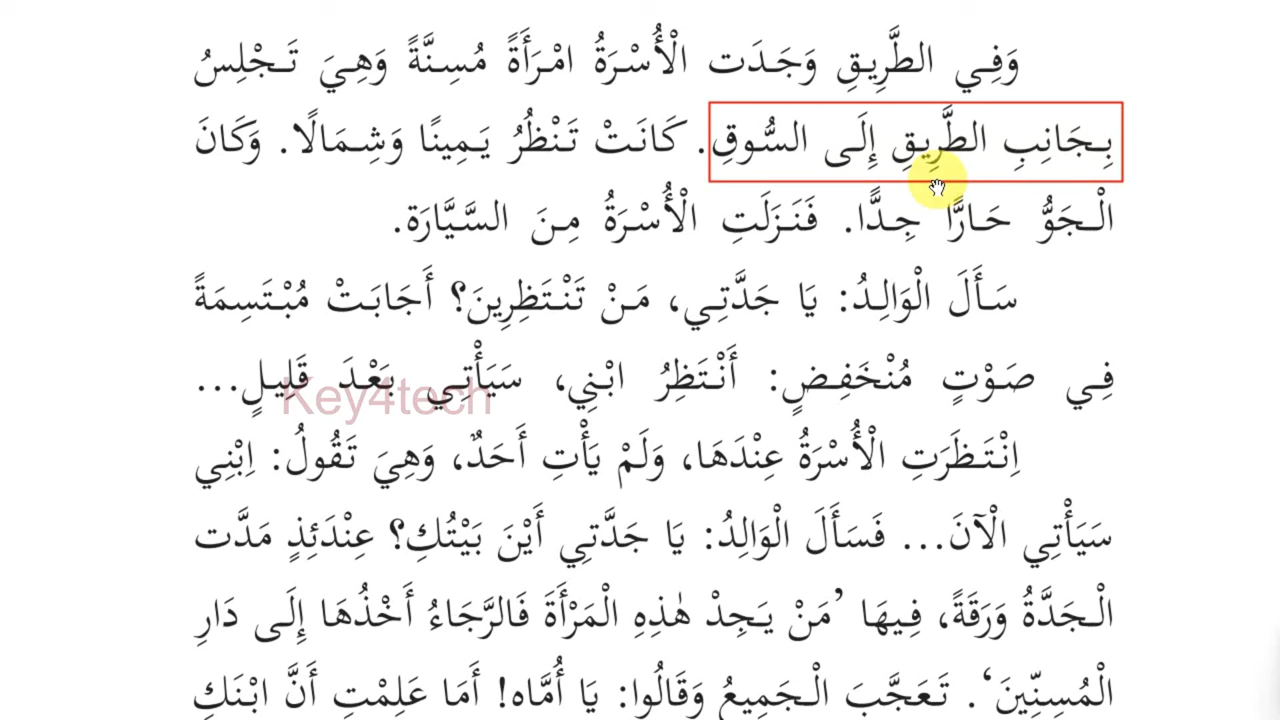 وَفِي الطَّرِيقِ وَجَدَت الْأُسْرَةُ امْرَأَةً مُسِنَّةً وَهِيَ تَجْلِسُ
بِجَانِبِ الطَّرِيقِ إِلَى السُّوقِ. كَانَتْ تَنْظُرُ يَمِينًا وَشِمَالًا. وَكَانَ
الْجَوُّ حَارًّا جِدًّا. فَنَزَلَتِ الْأُسْرَةُ مِنَ السَّيَّارَة.
سَأَلَ الْوَالِدُ: يَا جَدَّتِي، مَنْ تَنْتَظِرِينَ؟ أَجَابَتْ مُبْتَسِمَةً
فِي صَوْتٍ مُنْخَفِضٍ: أَنْتَظِرُ ابْنِي، سَيَأْتِي بَعْدَ قَلِيلٍ...
Key4tech
اِنْتَظَرَتِ الْأُسْرَةُ عِنْدَهَا، وَلَمْ يَأْتِ أَحَدٌ، وَهِيَ تَقُولُ: اِبْنِي
سَيَأْتِي الْآنَ... فَسَأَلَ الْوَالِدُ: يَا جَدَّتِي أَيْنَ بَيْتُكِ؟ عِنْدَئِذٍ مَدَّت
الْجَدَّةُ وَرَقَةً، فِيهَا ’مَنْ يَجِدْ هٰذِهِ الْمَرْأَةَ فَالرَّجَاءُ أَخْذُهَا إِلَى دَارِ
الْمُسِنِّينَ‘. تَعَجَّبَ الْجَمِيعُ وَقَالُوا: يَا أُمَّاه! أَمَا عَلِمْتِ أَنَّ ابْنَكِ